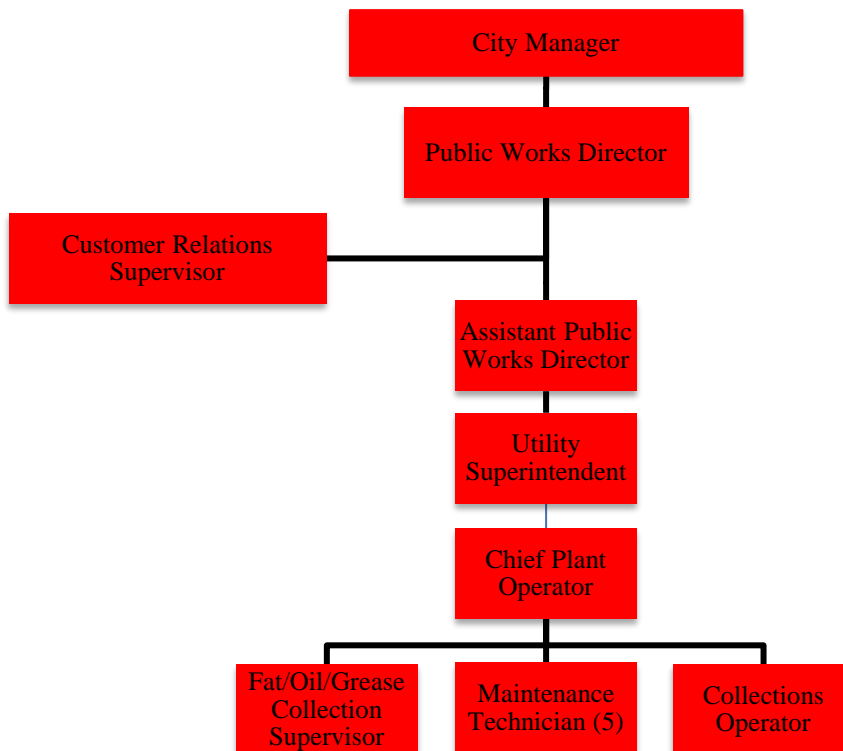 City Manager
Public Works Director
Customer Relations
Supervisor
Assistant Public
Works Director
Utility
Superintendent
Chief Plant
Operator
Fat/Oil/Grease
Collection
Supervisor
Maintenance
Technician (5)
Collections
Operator